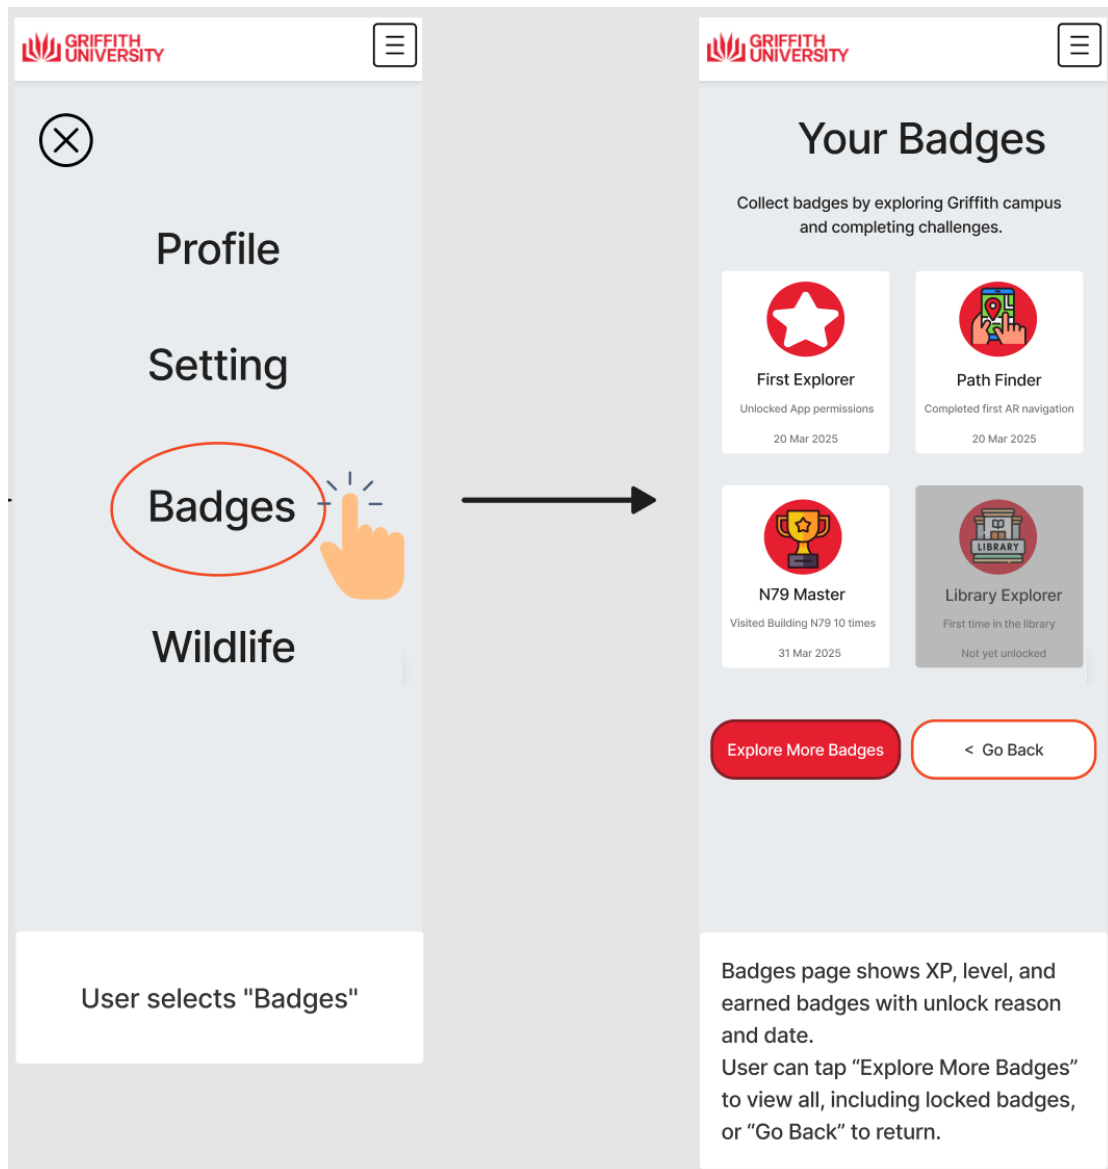 GRIFFITH
UNIVERSITY
Profile
Setting
Badges
Wildlife
User selects "Badges"
GRIFFITH
UNIVERSITY
Your Badges
Collect badges by exploring Griffith campus
and completing challenges.
First Explorer
Unlocked App permissions
20 Mar 2025
Path Finder
Completed first AR navigation
20 Mar 2025
N79 Master
Visited Building N79 10 times
31 Mar 2025
LIBRARY
Library Explorer
First time in the library
Not yet unlocked
Explore More Badges
< Go Back
Badges page shows XP, level, and
earned badges with unlock reason
and date.
User can tap “Explore More Badges”
to view all, including locked badges,
or “Go Back” to return.